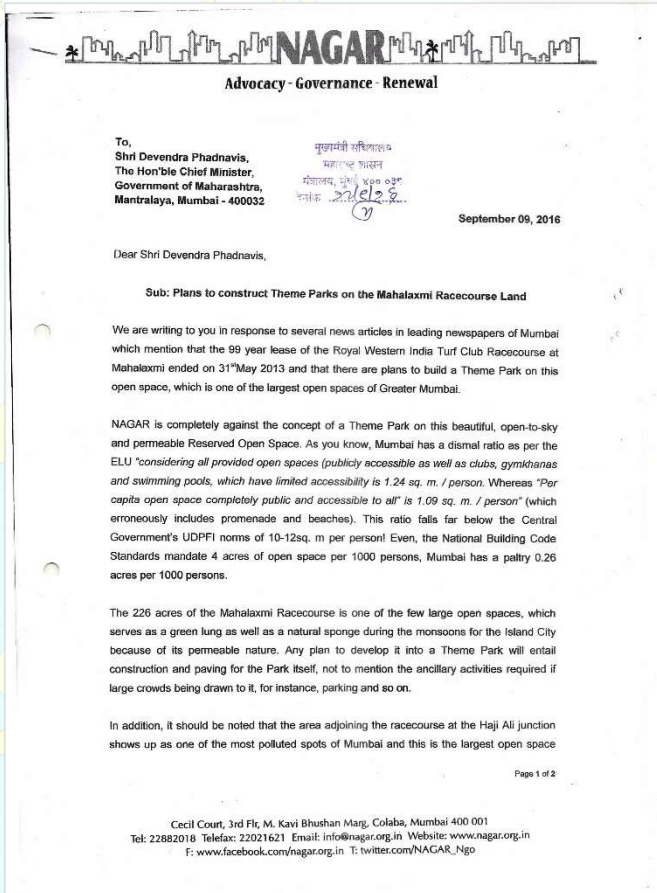 NAGAR
Advocacy - Governance - Renewal
To,
Shri Devendra Phadnavis,
The Hon'ble Chief Minister,
Government of Maharashtra,
Mantralaya, Mumbai - 400032
मुख्यमंत्री सचिवालय
महाराष्ट्र शासन
मंत्रालय, मुंबई ४०० ०३२
दिनांक
September 09, 2016
Dear Shri Devendra Phadnavis,
Sub: Plans to construct Theme Parks on the Mahalaxmi Racecourse Land
We are writing to you in response to several news articles in leading newspapers of Mumbai
which mention that the 99 year lease of the Royal Western India Turf Club Racecourse at
Mahalaxmi ended on 31stMay 2013 and that there are plans to build a Theme Park on this
open space, which is one of the largest open spaces of Greater Mumbai.
NAGAR is completely against the concept of a Theme Park on this beautiful, open-to-sky
and permeable Reserved Open Space. As you know, Mumbai has a dismal ratio as per the
ELU "considering all provided open spaces (publicly accessible as well as clubs, gymkhanas
and swimming pools, which have limited accessibility is 1.24 sq. m. / person. Whereas "Per
capita open space completely public and accessible to all" is 1.09 sq. m. / person" (which
erroneously includes promenade and beaches). This ratio falls far below the Central
Government's UDPFI norms of 10-12sq. m per person! Even, the National Building Code
Standards mandate 4 acres of open space per 1000 persons, Mumbai has a paltry 0.26
acres per 1000 persons.
The 226 acres of the Mahalaxmi Racecourse is one of the few large open spaces, which
serves as a green lung as well as a natural sponge during the monsoons for the Island City
because of its permeable nature. Any plan to develop it into a Theme Park will entail
construction and paving for the Park itself, not to mention the ancillary activities required if
large crowds being drawn to it, for instance, parking and so on.
In addition, it should be noted that the area adjoining the racecourse at the Haji Ali junction
shows up as one of the most polluted spots of Mumbai and this is the largest open space
Page 1 of 2
Cecil Court, 3rd Flr, M. Kavi Bhushan Marg, Colaba, Mumbai 400 001
Tel: 22882018 Telefax: 22021621 Email: info@nagar.org.in Website: www.nagar.org.in
F: www.facebook.com/nagar.org.in T: twitter.com/NAGAR_Ngo